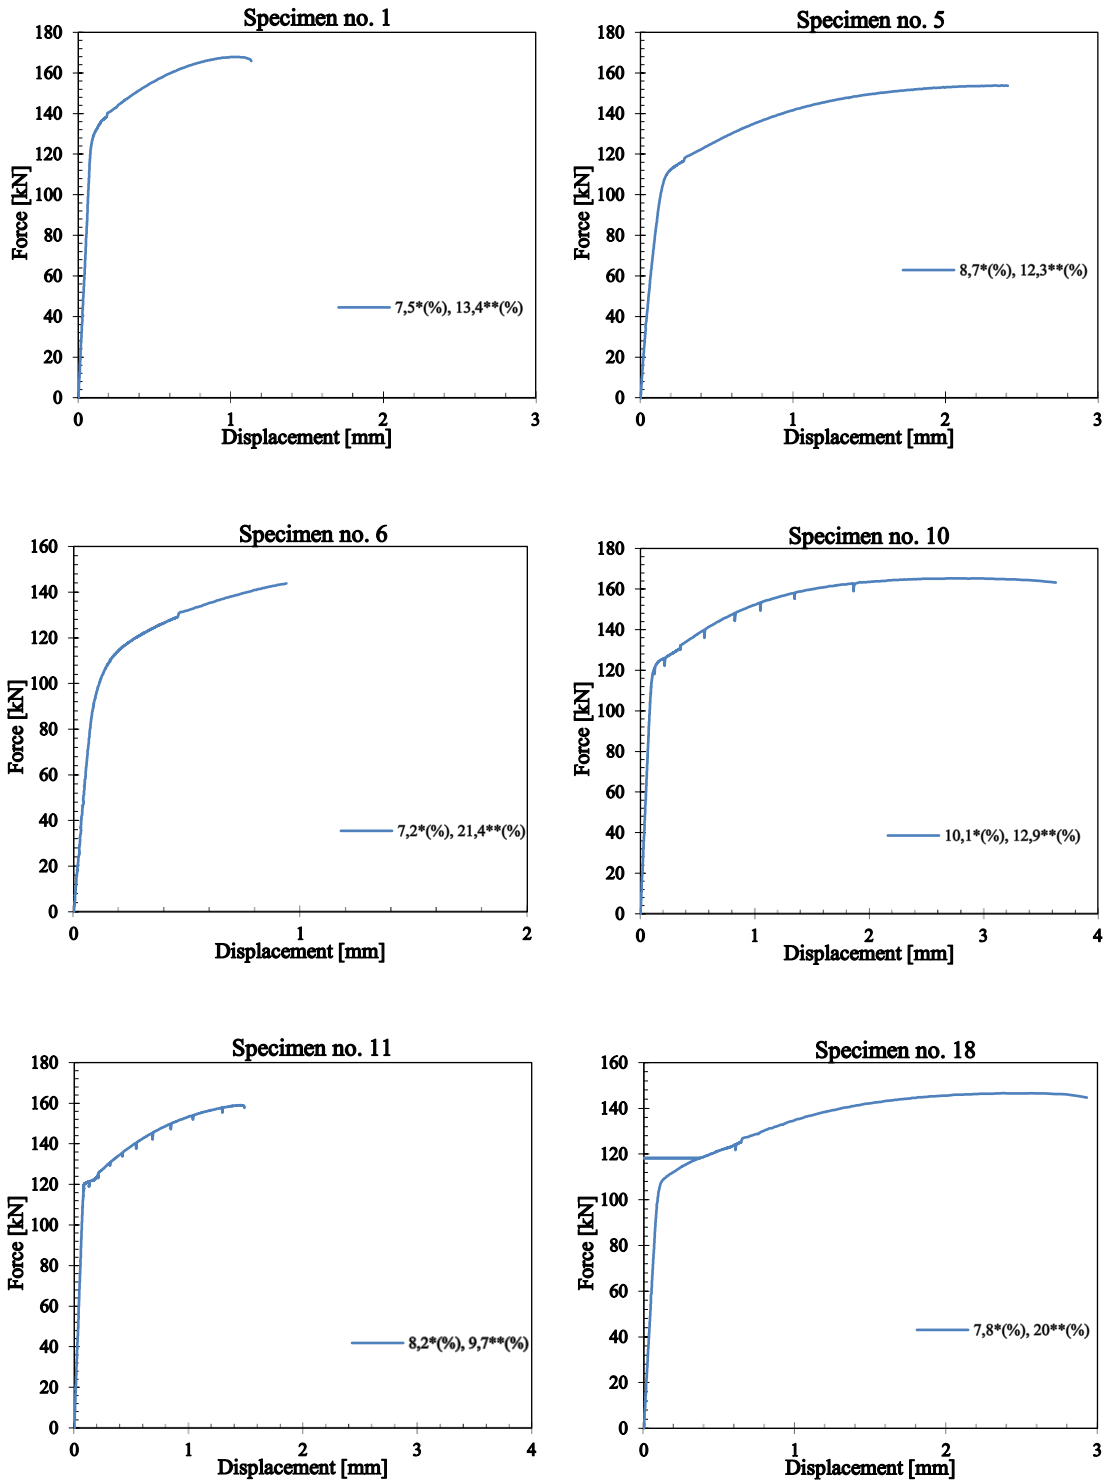 Specimen no. 1
180
160
140
120
100
80
60
40
20
0
Force [kN]
7,5*(%), 13,4**(%)
0 1 2 3
Displacement [mm]
Specimen no. 5
180
160
140
120
100
80
60
40
20
0
Force [kN]
8,7*(%), 12,3**(%)
0 1 2 3
Displacement [mm]
Specimen no. 6
160
140
120
100
80
60
40
20
0
Force [kN]
7,2*(%), 21,4**(%)
0 1 2
Displacement [mm]
Specimen no. 10
180
160
140
120
100
80
60
40
20
0
Force [kN]
10,1*(%), 12,9**(%)
0 1 2 3 4
Displacement [mm]
Specimen no. 11
180
160
140
120
100
80
60
40
20
0
Force [kN]
8,2*(%), 9,7**(%)
0 1 2 3 4
Displacement [mm]
Specimen no. 18
160
140
120
100
80
60
40
20
0
Force [kN]
7,8*(%), 20**(%)
0 1 2 3
Displacement [mm]